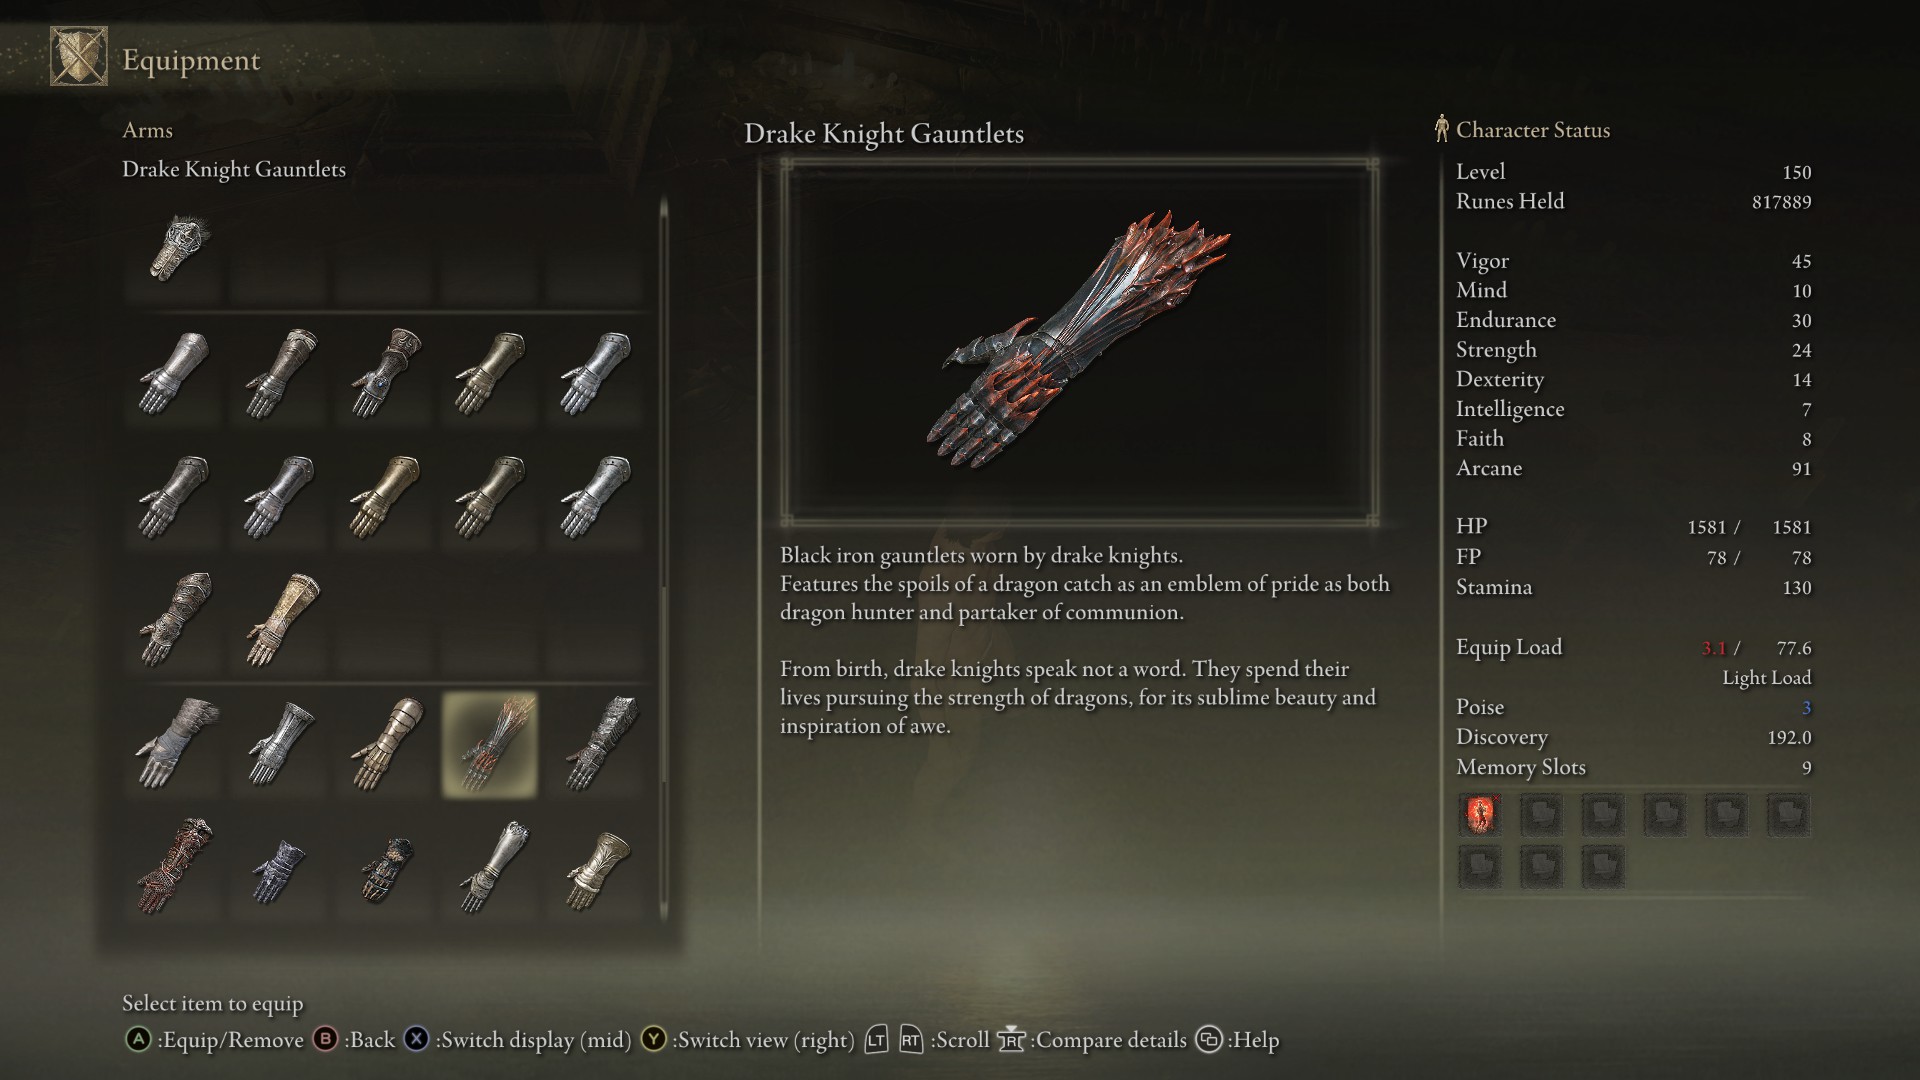 Equipment
Arms
Drake Knight Gauntlets
Drake Knight Gauntlets
Black iron gauntlets worn by drake knights.
Features the spoils of a dragon catch as an emblem of pride as both
dragon hunter and partaker of communion.
From birth, drake knights speak not a word. They spend their
lives pursuing the strength of dragons, for its sublime beauty and
inspiration of awe.
Character Status
Level 150
Runes Held 817889
Vigor 45
Mind 10
Endurance 30
Strength 24
Dexterity 14
Intelligence 7
Faith 8
Arcane 91
HP 1581 / 1581
FP 78 / 78
Stamina 130
Equip Load 3.1 / 77.6
Light Load
Poise 3
Discovery 192.0
Memory Slots 9
Select item to equip
A :Equip/Remove B :Back X :Switch display (mid) Y :Switch view (right) LT RT :Scroll R :Compare details :Help